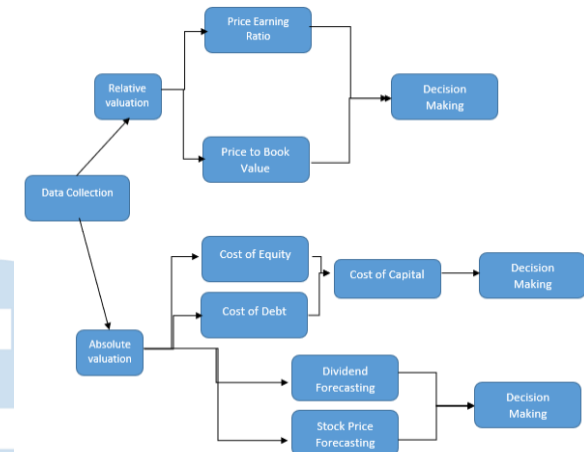 Price Earning
Ratio
Relative
valuation
Decision
Making
Price to Book
Value
Data Collection
Cost of Equity
Cost of Capital
Decision
Making
Cost of Debt
Absolute
valuation
Dividend
Forecasting
Decision
Making
Stock Price
Forecasting